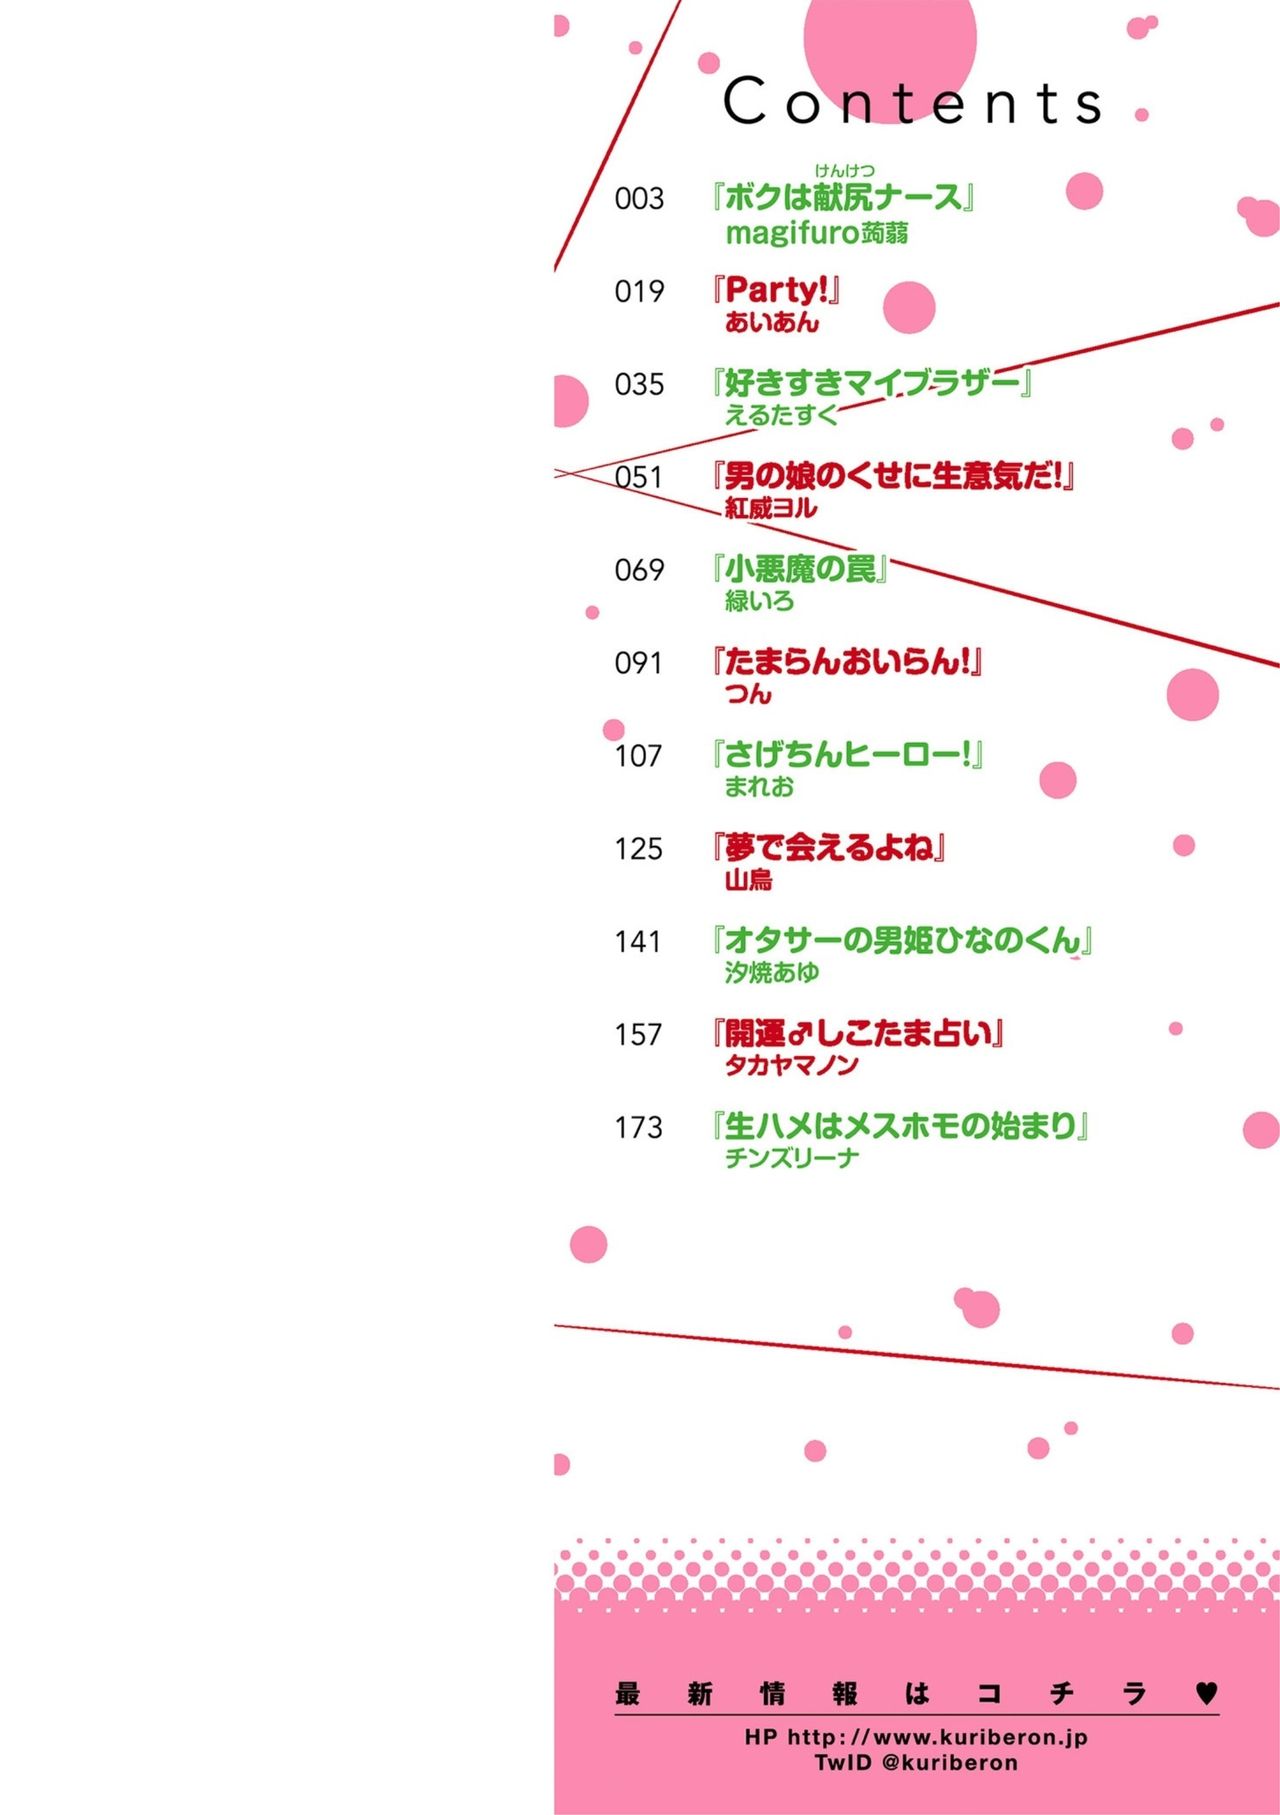 Contents
けんけつ
003 『ボクは献尻ナース』
magifuro蒟蒻
019 『Party!』
あいあん
035 『好きすきマイブラザー』
えるたすく
051 『男の娘のくせに生意気だ!』
紅威ヨル
069 『小悪魔の罠』
緑いろ
091 『たまらんおいらん!』
つん
107 『さげちんヒーロー!』
まれお
125 『夢で会えるよね』
山鳥
141 『オタサーの男姫ひなのくん』
汐焼あゆ
157 『開運♂しこたま占い』
タカヤマノン
173 『生ハメはメスホモの始まり』
チンズリーナ
最新情報はコチラ♥
HP http://www.kuriberon.jp
TwID @kuriberon